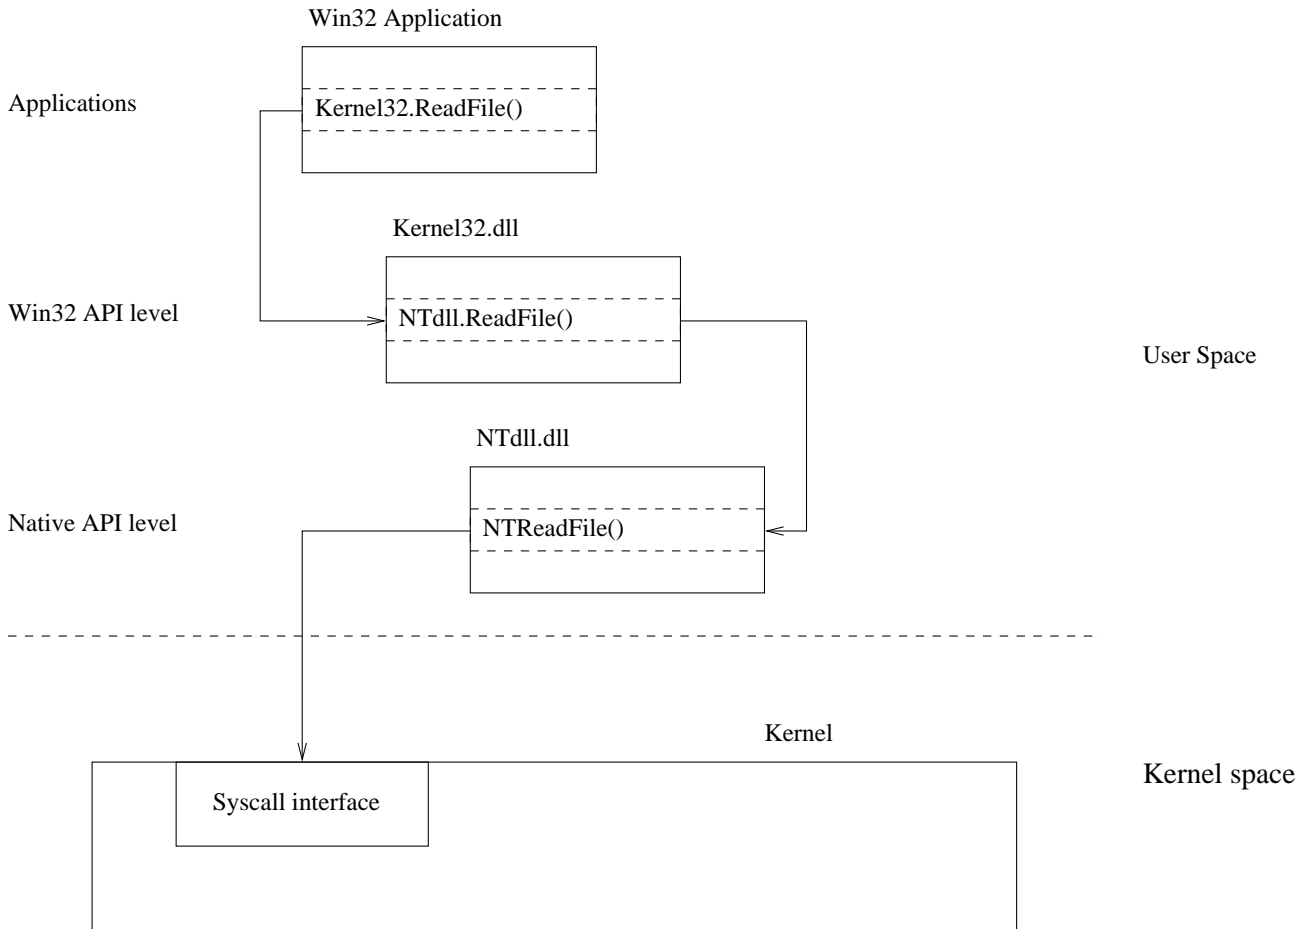 Win32 Application
Applications
Kernel32.ReadFile()
Kernel32.dll
Win32 API level
NTdll.ReadFile()
User Space
NTdll.dll
Native API level
NTReadFile()
Kernel
Kernel space
Syscall interface